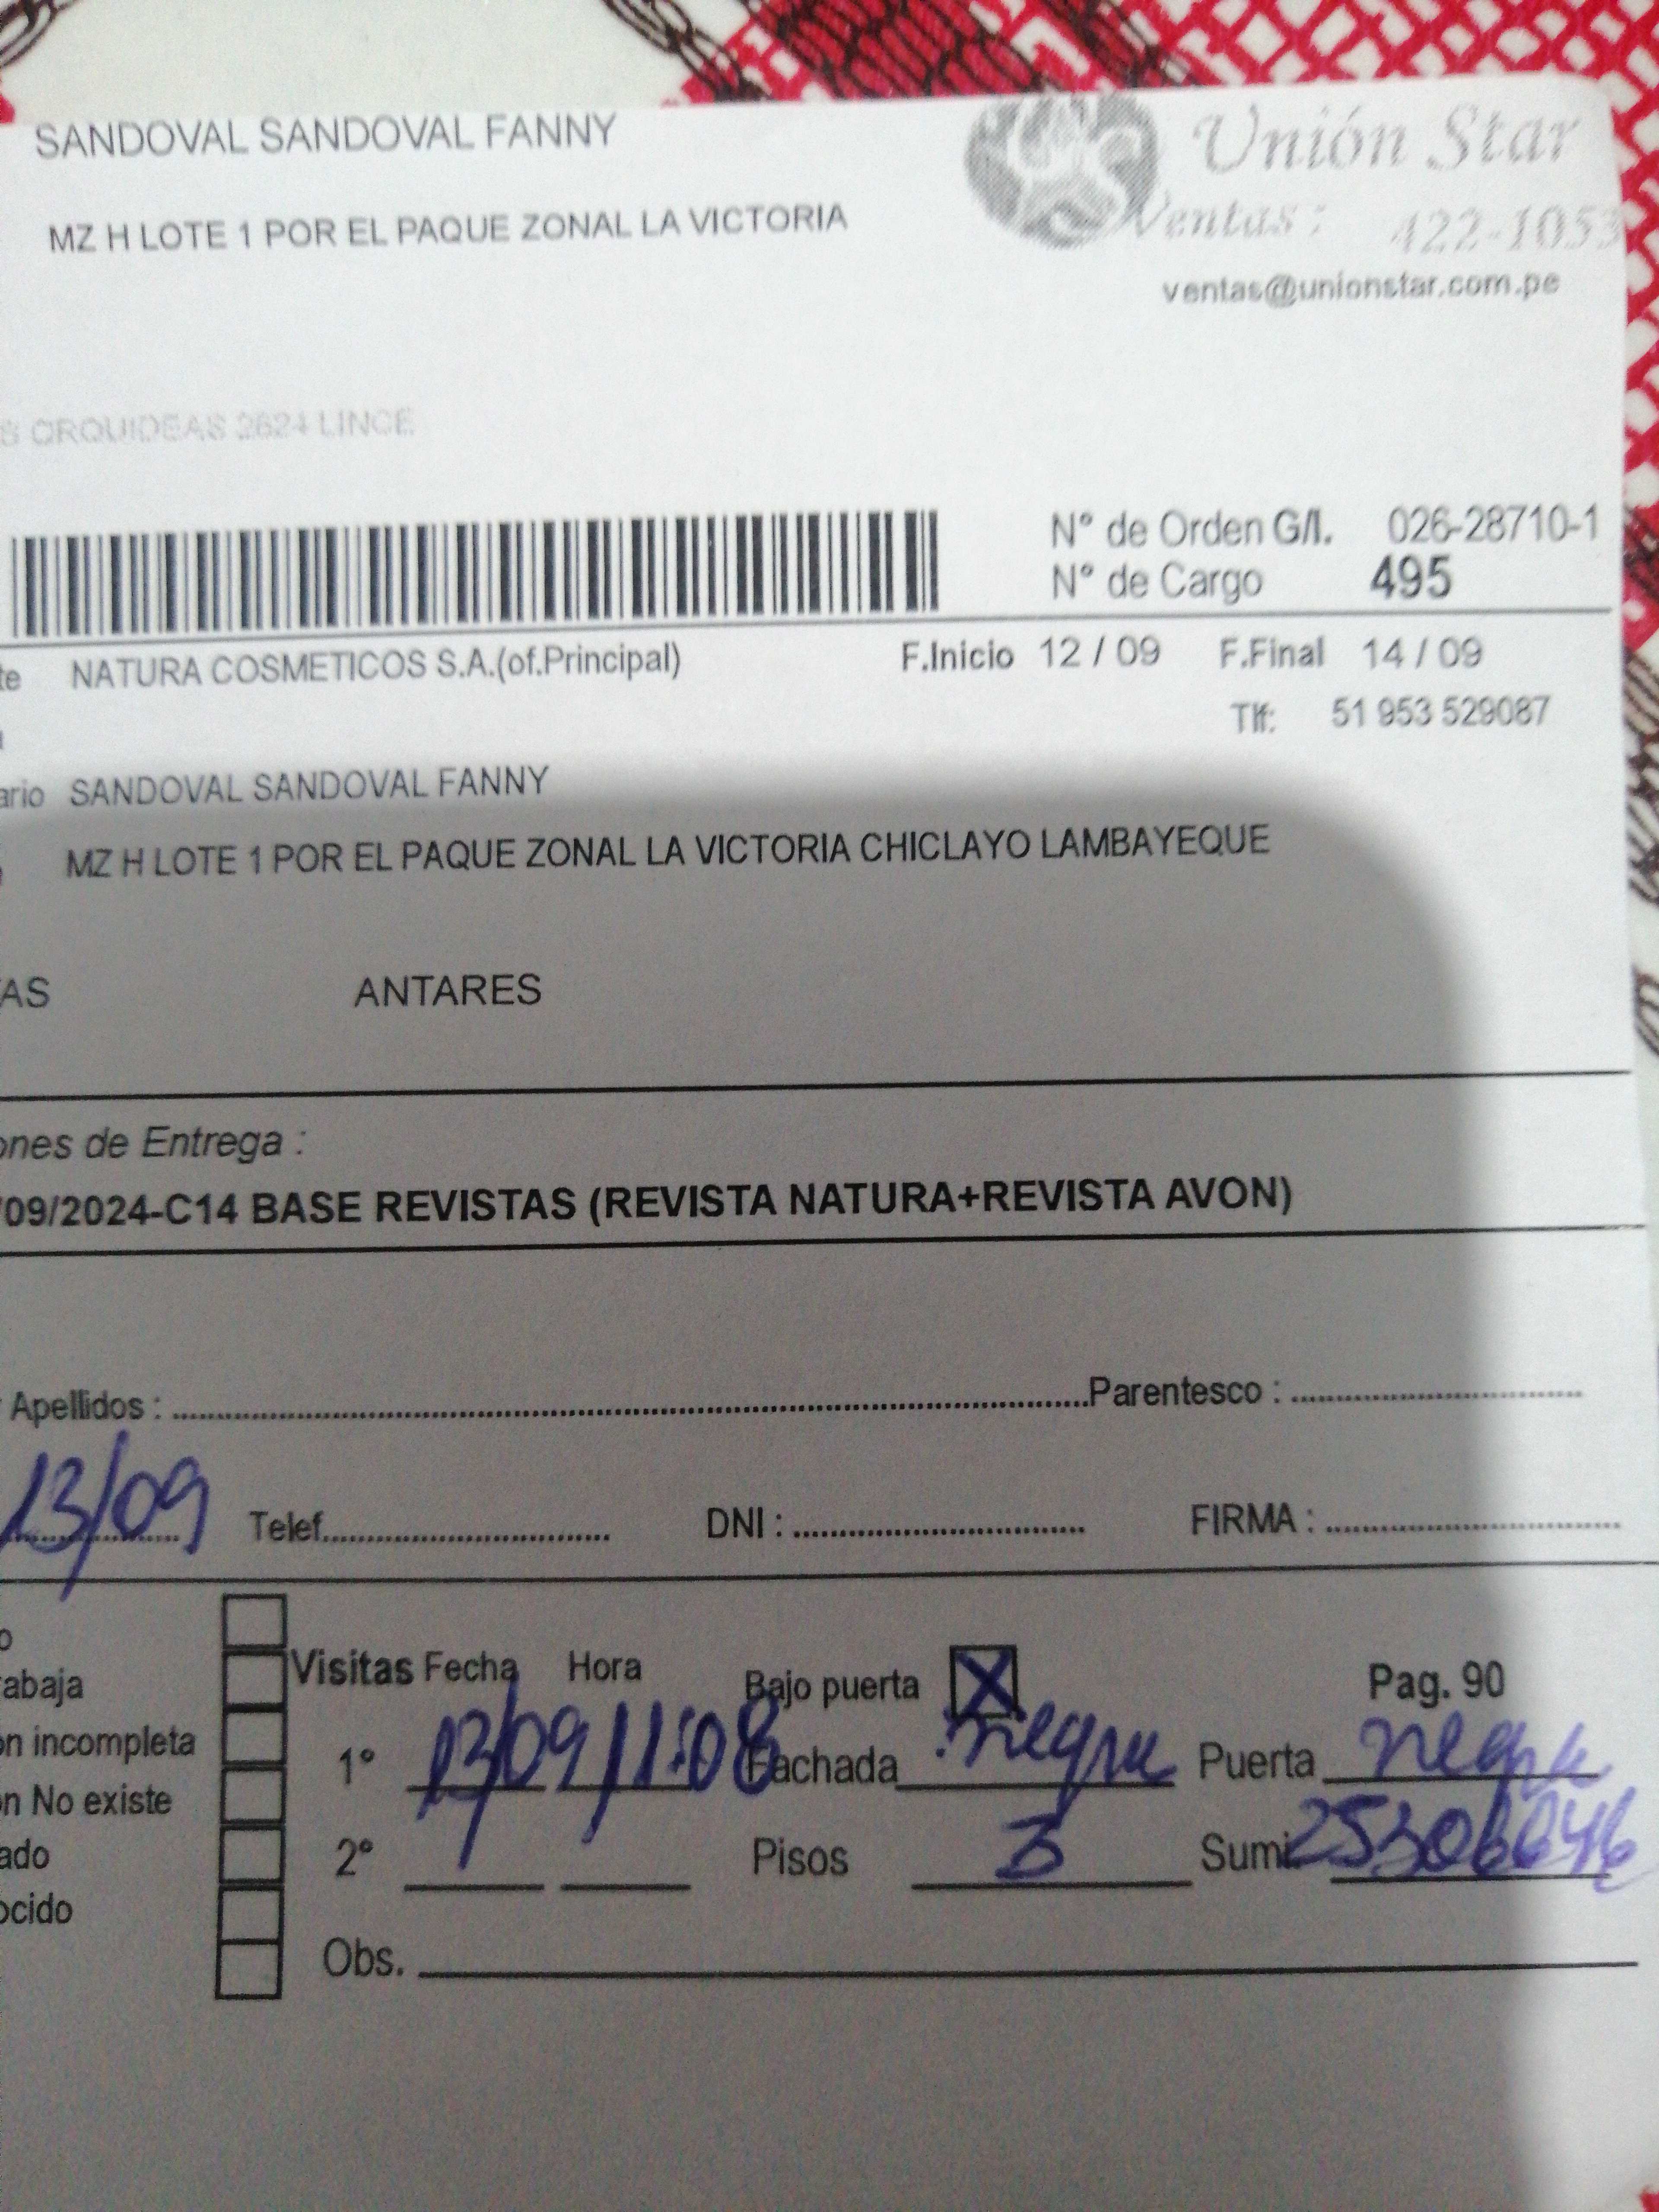 SANDOVAL SANDOVAL FANNY
Unión Star
MZ H LOTE 1 POR EL PAQUE ZONAL LA VICTORIA
Ventas : 422-1053
ventas@unionstar.com.pe
S ORQUIDEAS 2624 LINCE
N° de Orden G/I. 026-28710-1
N° de Cargo 495
te NATURA COSMETICOS S.A.(of.Principal) F.Inicio 12 / 09 F.Final 14 / 09
Tlf: 51 953 529087
ario SANDOVAL SANDOVAL FANNY
MZ H LOTE 1 POR EL PAQUE ZONAL LA VICTORIA CHICLAYO LAMBAYEQUE
TAS ANTARES
ones de Entrega :
/09/2024-C14 BASE REVISTAS (REVISTA NATURA+REVISTA AVON)
Apellidos : Parentesco :
13/09 Telef. DNI : FIRMA :
o
Visitas Fecha Hora Bajo puerta X Pag. 90
abaja
ón incompleta
1° 13/09 11:08 Fachada negra Puerta negra
ón No existe
ado 2° Pisos 3 Sumi.
ocido
Obs.